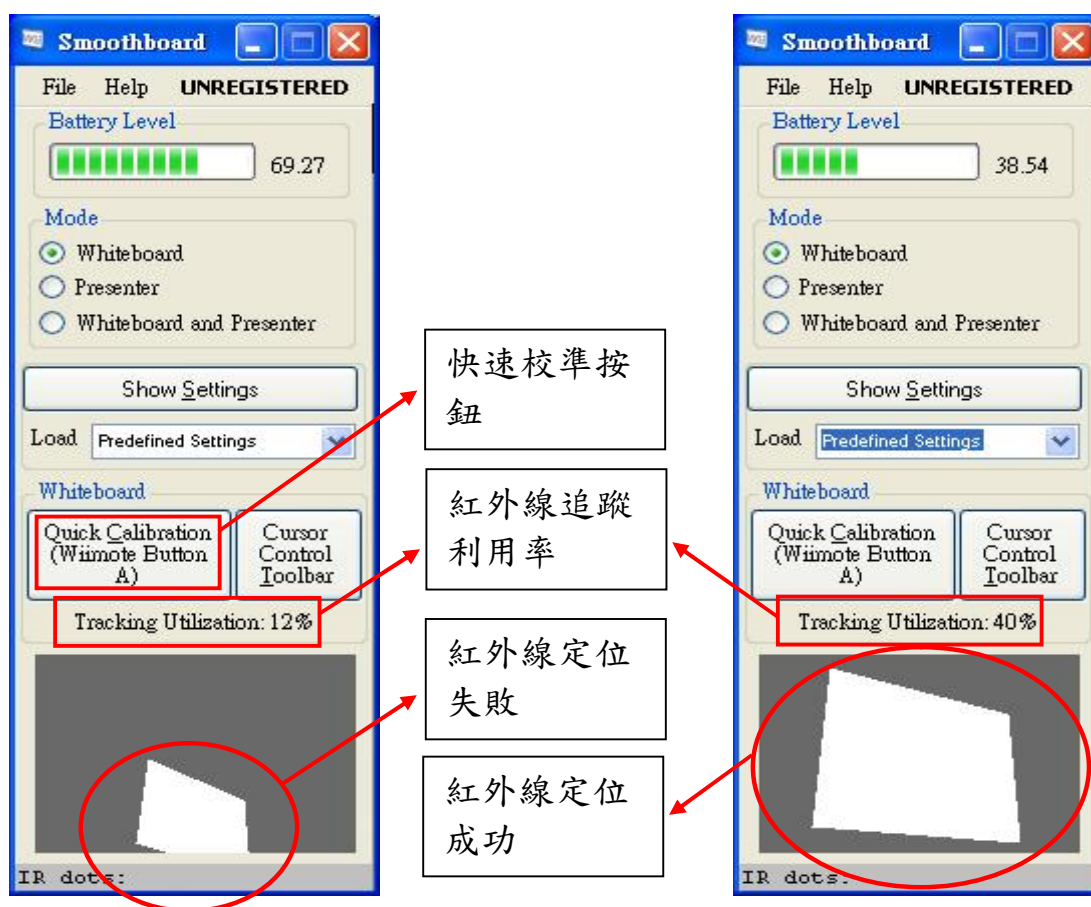 Smoothboard
File Help UNREGISTERED
Battery Level
69.27
Mode
Whiteboard
Presenter
Whiteboard and Presenter
Show Settings
Load Predefined Settings
Whiteboard
Quick Calibration
(Wiimote Button
A)
Cursor
Control
Toolbar
Tracking Utilization: 12%
IR dots:
快速校準按
鈕
紅外線追蹤
利用率
紅外線定位
失敗
紅外線定位
成功
Smoothboard
File Help UNREGISTERED
Battery Level
38.54
Mode
Whiteboard
Presenter
Whiteboard and Presenter
Show Settings
Load Predefined Settings
Whiteboard
Quick Calibration
(Wiimote Button
A)
Cursor
Control
Toolbar
Tracking Utilization: 40%
IR dots: